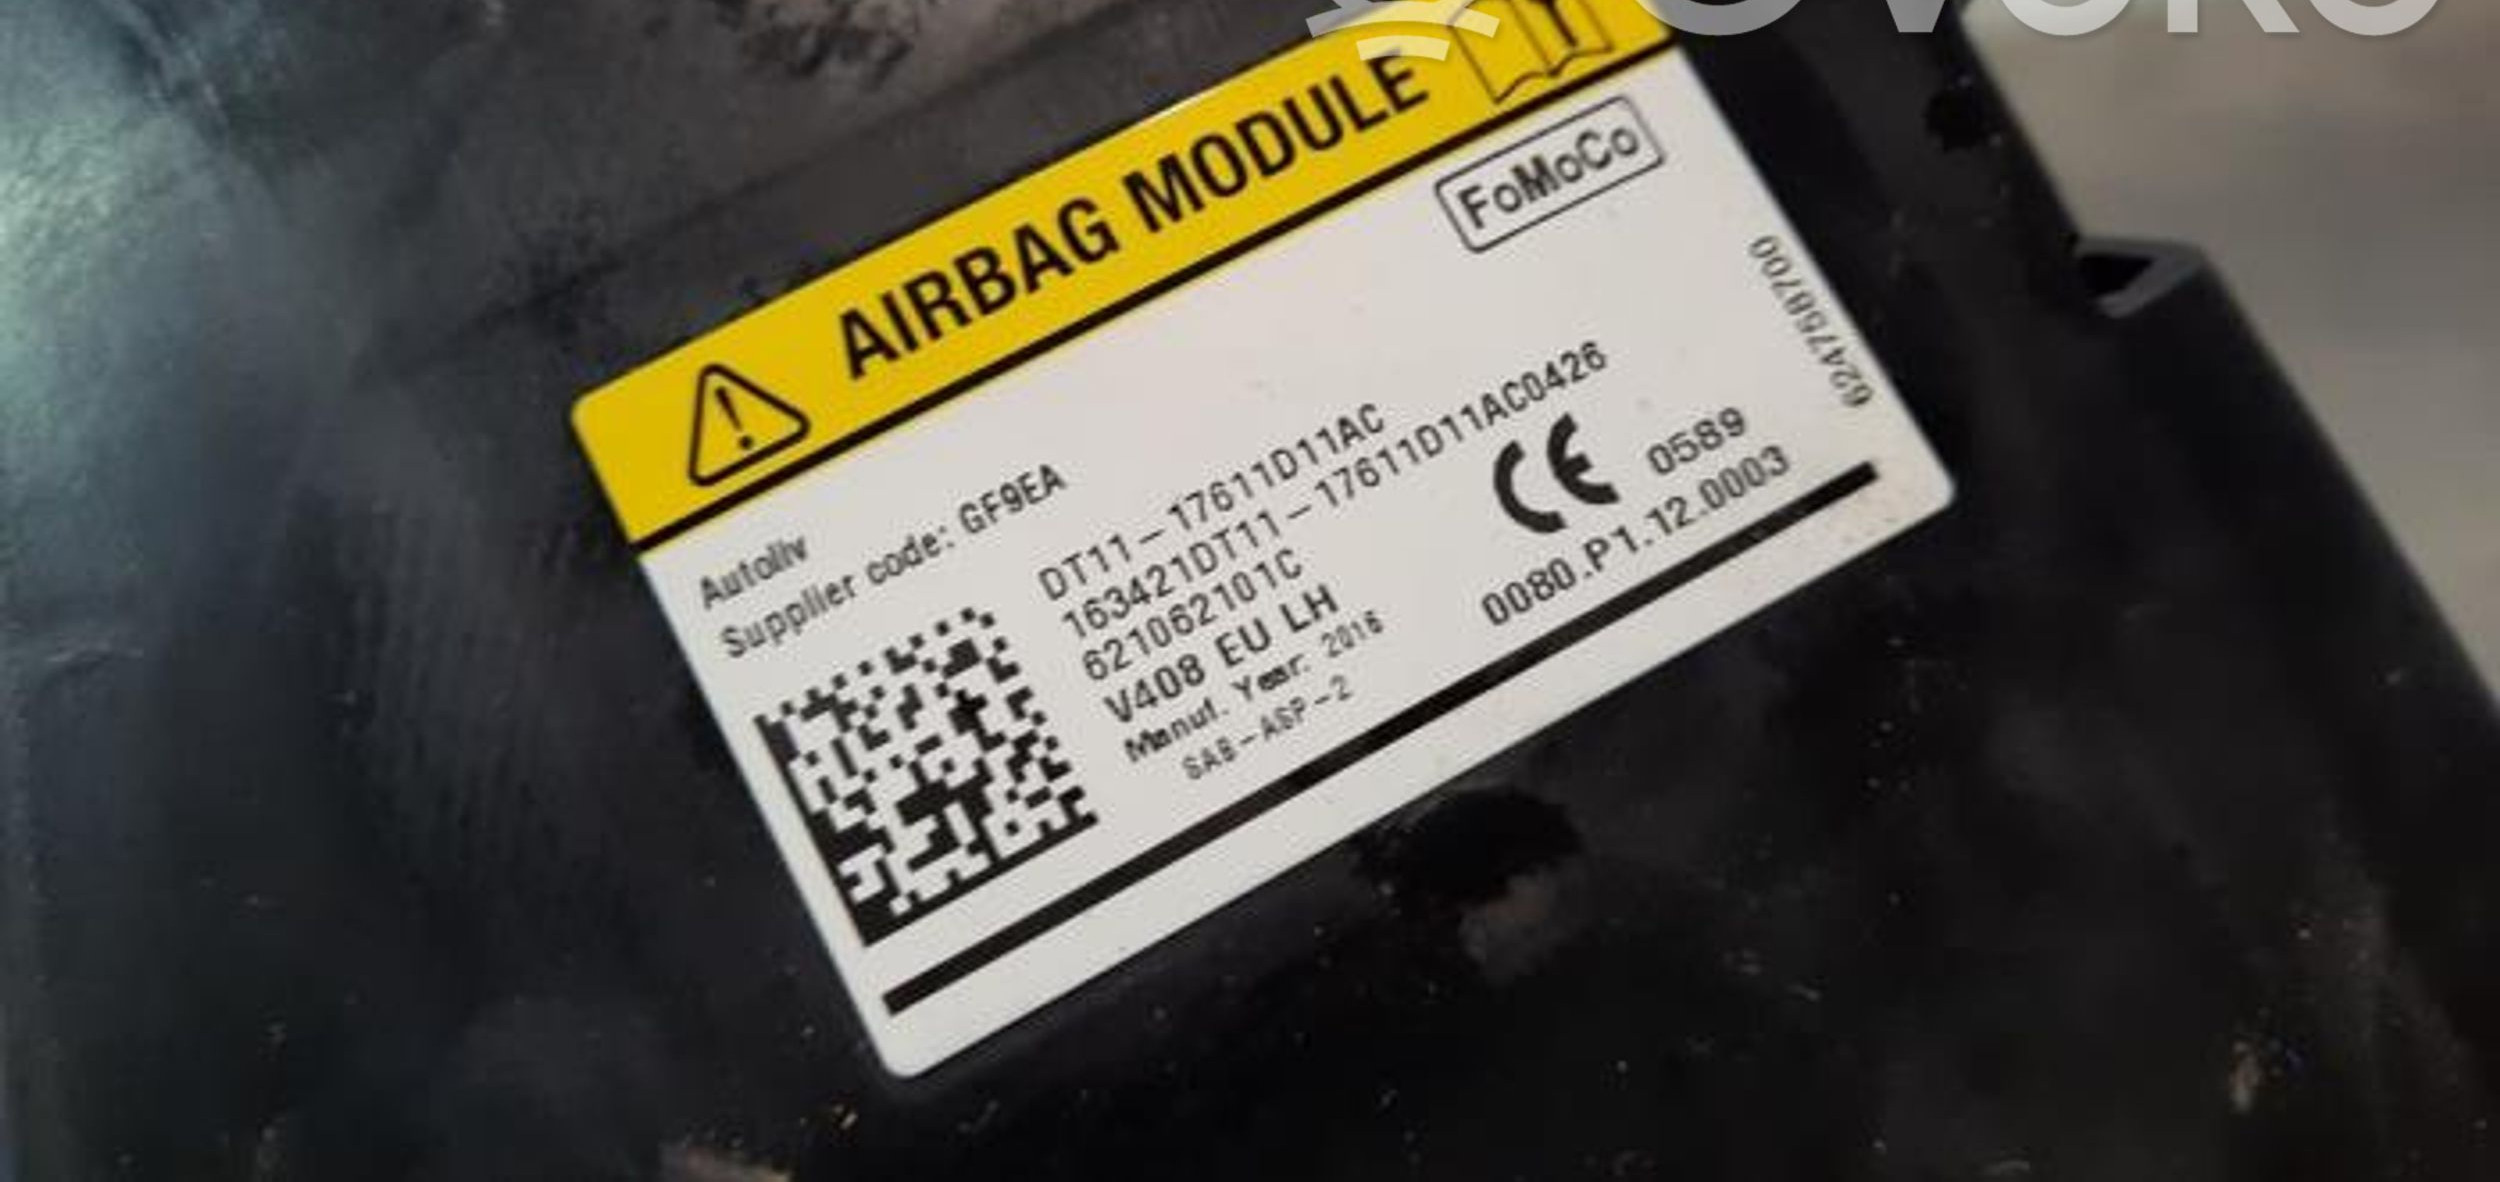 AIRBAG MODULE
FoMoCo
Autoliv
Supplier code: GF9EA
DT11-17611D11AC
163421DT11-17611D11AC0426
621062101C
V408 EU LH
Manuf. Year: 2016
SAB-ASP-2
CE 0589
0080.P1.12.0003
624758700